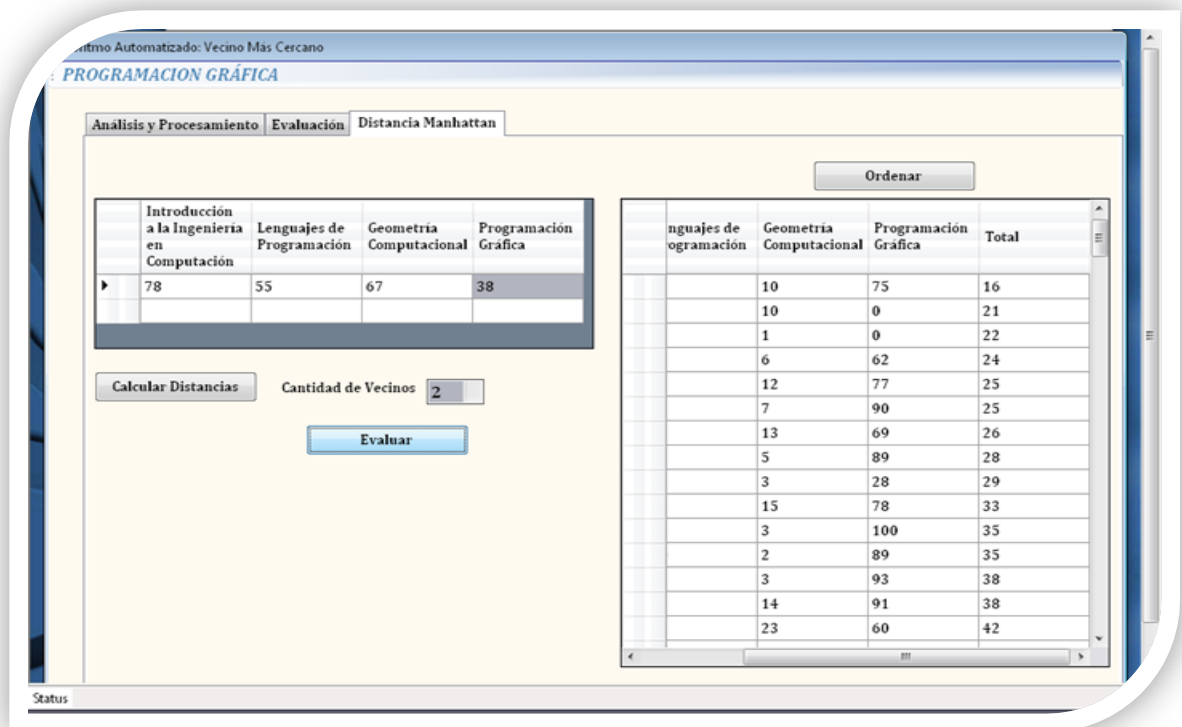 itmo Automatizado: Vecino Más Cercano
PROGRAMACION GRÁFICA
Análisis y Procesamiento Evaluación Distancia Manhattan
Ordenar
Introducción
a la Ingeniería
en
Computación
Lenguajes de
Programación
Geometría
Computacional
Programación
Gráfica
78 55 67 38
Calcular Distancias Cantidad de Vecinos 2
Evaluar
nguajes de
ogramación
Geometría
Computacional
Programación
Gráfica
Total
10 75 16
10 0 21
1 0 22
6 62 24
12 77 25
7 90 25
13 69 26
5 89 28
3 28 29
15 78 33
3 100 35
2 89 35
3 93 38
14 91 38
23 60 42
Status